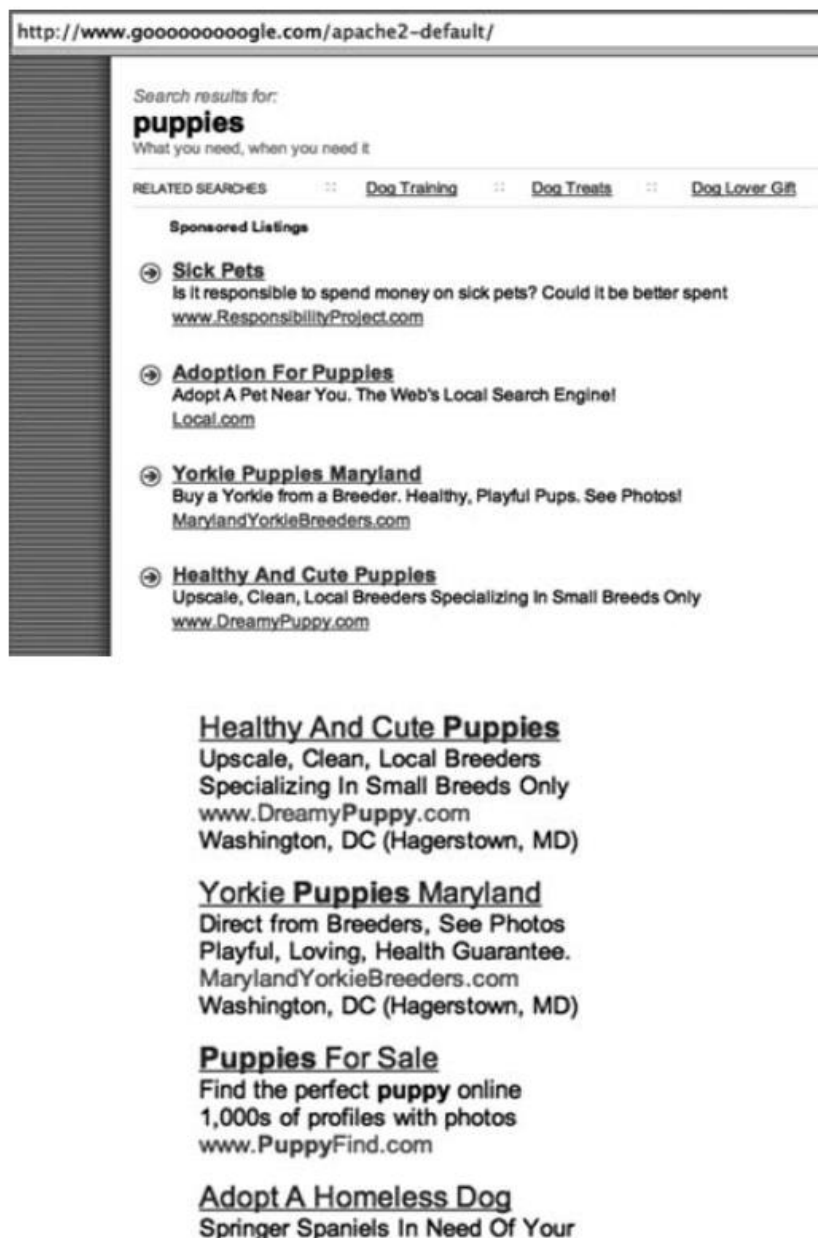 http://www.goooooooooogle.com/apache2-default/
Search results for:
puppies
What you need, when you need it
RELATED SEARCHES :: Dog Training :: Dog Treats :: Dog Lover Gift
Sponsored Listings
Sick Pets
Is it responsible to spend money on sick pets? Could it be better spent
www.ResponsibilityProject.com
Adoption For Puppies
Adopt A Pet Near You. The Web's Local Search Engine!
Local.com
Yorkie Puppies Maryland
Buy a Yorkie from a Breeder. Healthy, Playful Pups. See Photos!
MarylandYorkieBreeders.com
Healthy And Cute Puppies
Upscale, Clean, Local Breeders Specializing In Small Breeds Only
www.DreamyPuppy.com
Healthy And Cute Puppies
Upscale, Clean, Local Breeders
Specializing In Small Breeds Only
www.DreamyPuppy.com
Washington, DC (Hagerstown, MD)
Yorkie Puppies Maryland
Direct from Breeders, See Photos
Playful, Loving, Health Guarantee.
MarylandYorkieBreeders.com
Washington, DC (Hagerstown, MD)
Puppies For Sale
Find the perfect puppy online
1,000s of profiles with photos
www.PuppyFind.com
Adopt A Homeless Dog
Springer Spaniels In Need Of Your